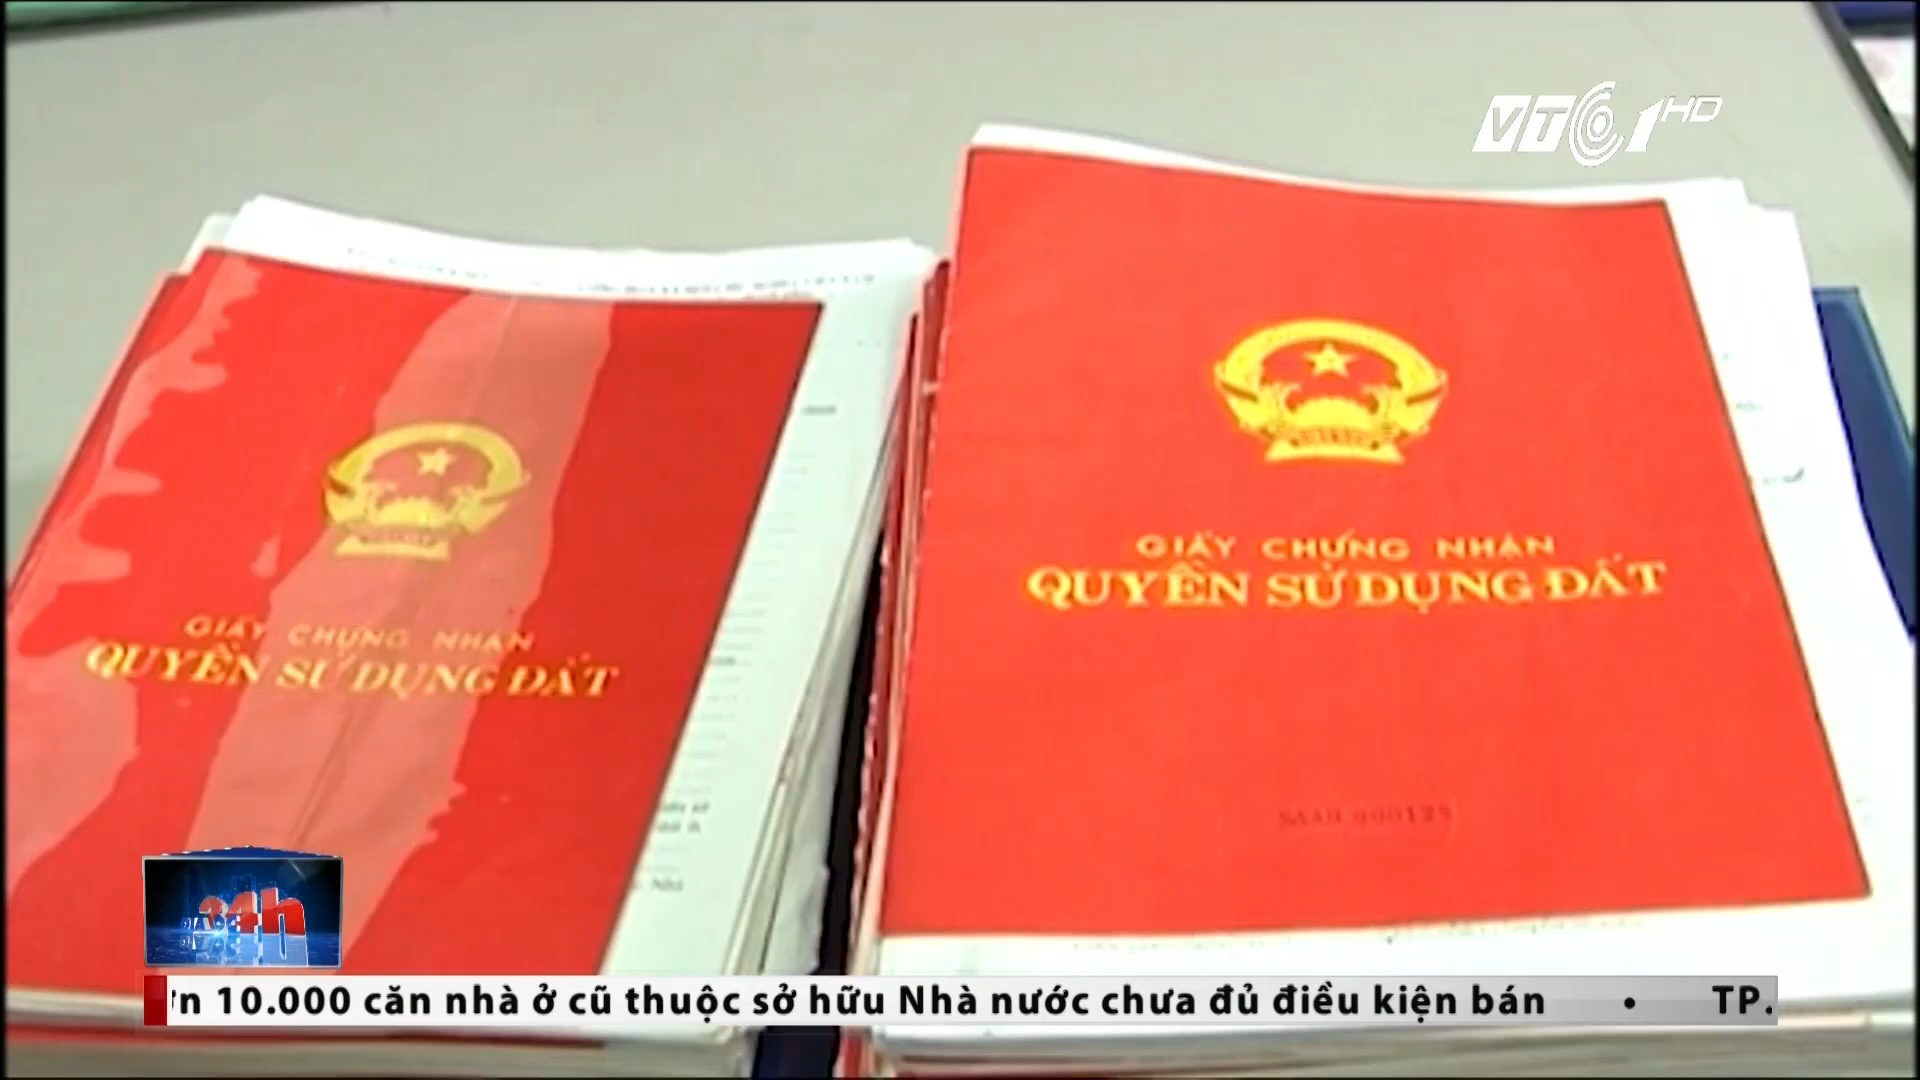 VTC1 HD
GIẤY CHỨNG NHẬN
QUYỀN SỬ DỤNG ĐẤT
GIẤY CHỨNG NHẬN
QUYỀN SỬ DỤNG ĐẤT
24h
10.000 căn nhà ở cũ thuộc sở hữu Nhà nước chưa đủ điều kiện bán • TP.